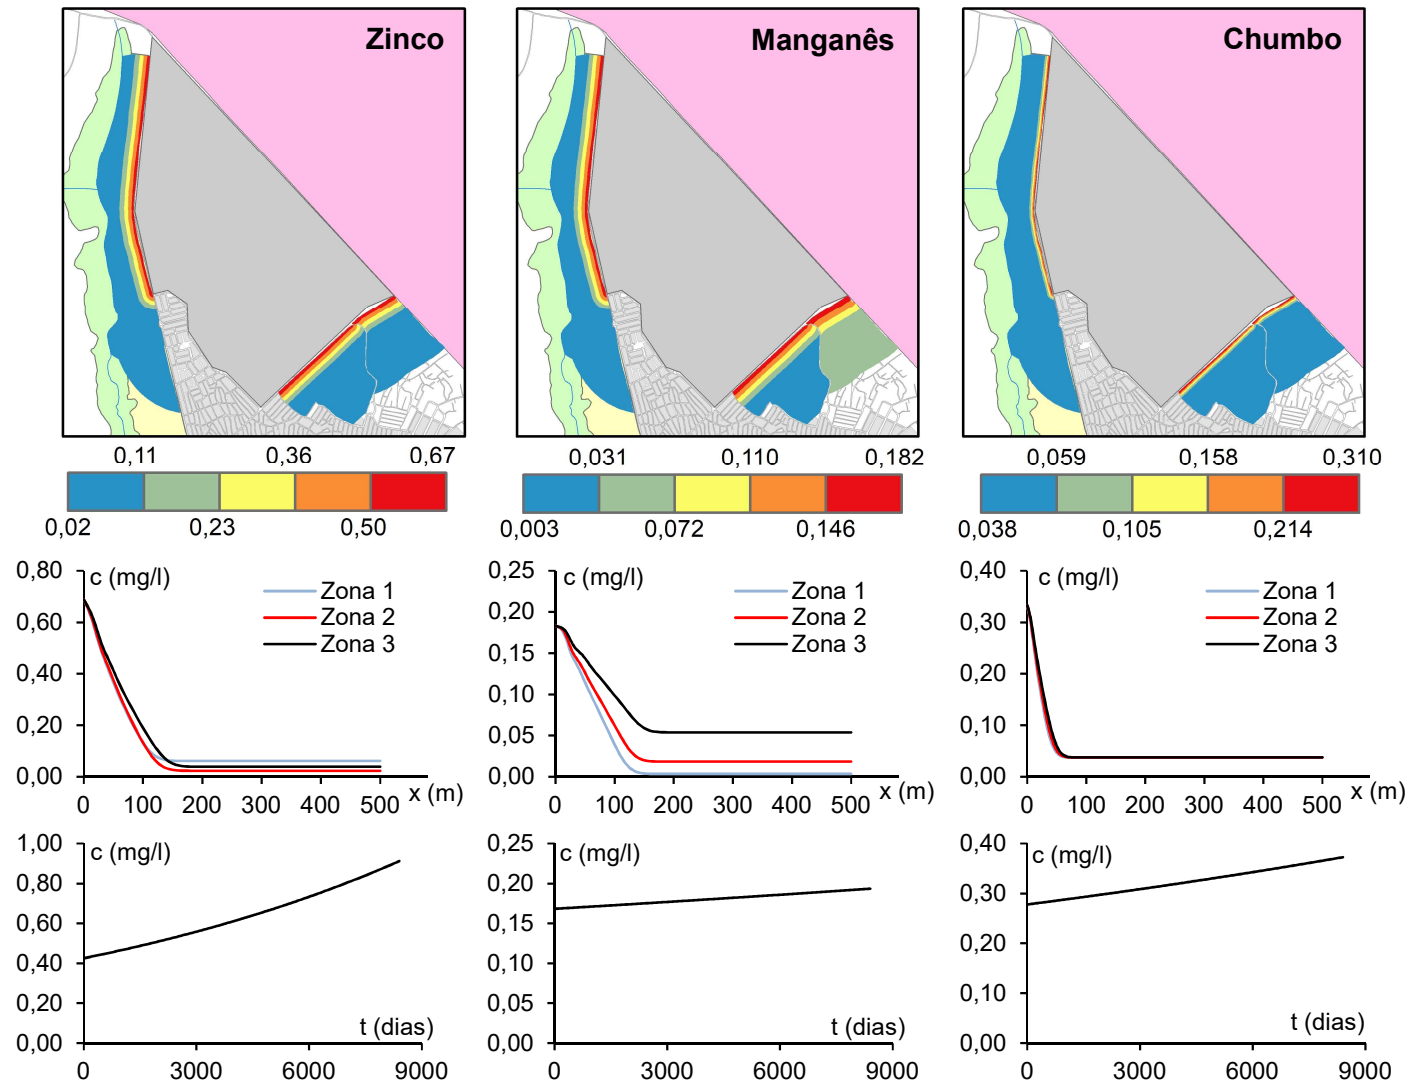 Zinco
Manganês
Chumbo
0,11 0,36 0,67
0,02 0,23 0,50
0,031 0,110 0,182
0,003 0,072 0,146
0,059 0,158 0,310
0,038 0,105 0,214
c (mg/l)
0,80
0,60
0,40
0,20
0,00
Zona 1
Zona 2
Zona 3
0 100 200 300 400 500 x (m)
c (mg/l)
0,25
0,20
0,15
0,10
0,05
0,00
Zona 1
Zona 2
Zona 3
0 100 200 300 400 500 x (m)
c (mg/l)
0,40
0,30
0,20
0,10
0,00
Zona 1
Zona 2
Zona 3
0 100 200 300 400 500 x (m)
c (mg/l)
1,00
0,80
0,60
0,40
0,20
0,00
t (dias)
0 3000 6000 9000
c (mg/l)
0,25
0,20
0,15
0,10
0,05
0,00
t (dias)
0 3000 6000 9000
c (mg/l)
0,40
0,30
0,20
0,10
0,00
t (dias)
0 3000 6000 9000